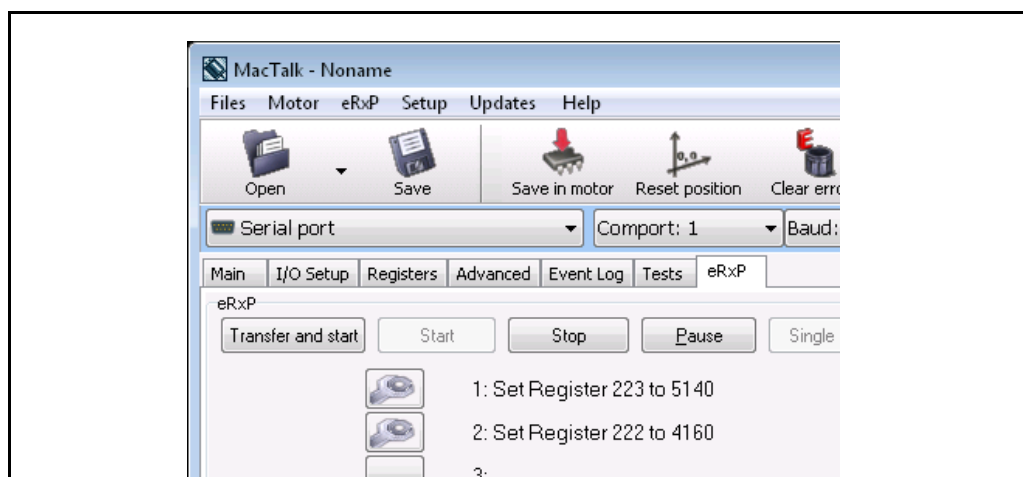 MacTalk - Noname
Files Motor eRxP Setup Updates Help
Open Save Save in motor Reset position Clear
Serial port Comport: 1 Baud:
Main I/O Setup Registers Advanced Event Log Tests eRxP
eRxP
Transfer and start Start Stop Pause Single
1: Set Register 223 to 5140
2: Set Register 222 to 4160
3: